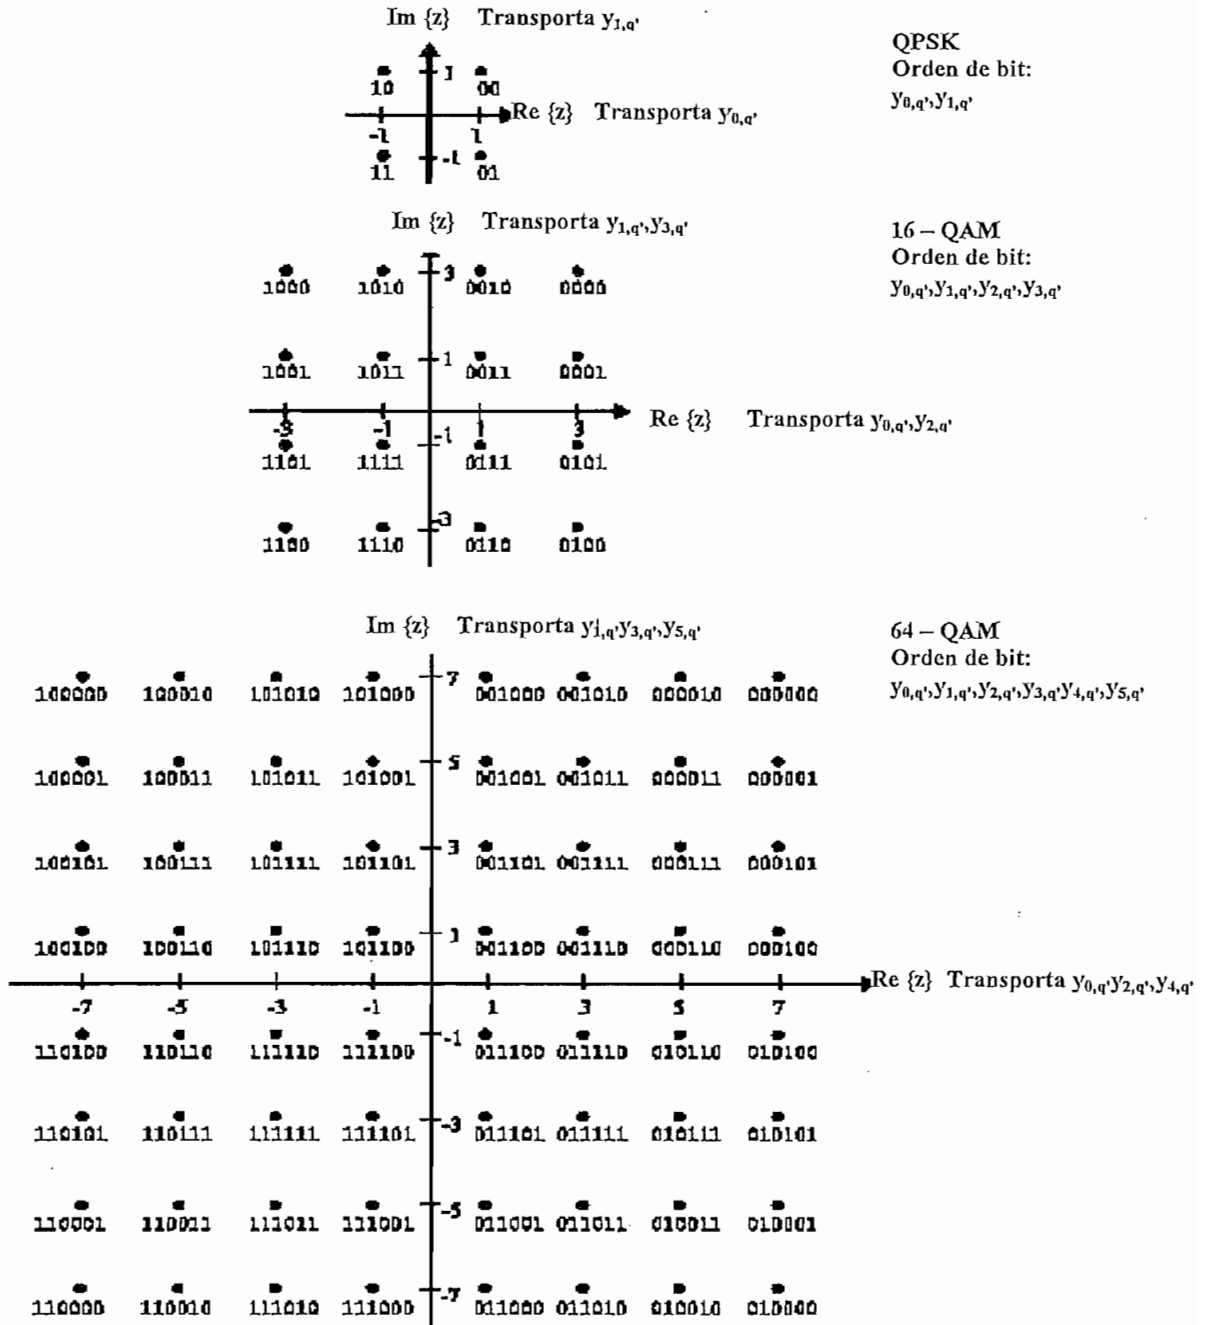 Im {z} Transporta y1,q'
QPSK
Orden de bit:
y0,q',y1,q'
1
10 00
Re {z} Transporta y0,q'
-1 1
-1
11 01
Im {z} Transporta y1,q',y3,q'
16 – QAM
Orden de bit:
y0,q',y1,q',y2,q',y3,q'
3
1000 1010 0010 0000
1
1001 1011 0011 0001
Re {z} Transporta y0,q',y2,q'
-3 -1 1 3
-1
1101 1111 0111 0101
-3
1100 1110 0110 0100
Im {z} Transporta y1,q'y3,q',y5,q'
64 – QAM
Orden de bit:
y0,q',y1,q',y2,q',y3,q'y4,q',y5,q'
7
100000 100010 101010 101000 001000 001010 000010 000000
5
100001 100011 101011 101001 001001 001011 000011 000001
3
100101 100111 101111 101101 001101 001111 000111 000101
1
100100 100110 101110 101100 001100 001110 000110 000100
Re {z} Transporta y0,q'y2,q',y4,q'
-7 -5 -3 -1 1 3 5 7
-1
110100 110110 111110 111100 011100 011110 010110 010100
-3
110101 110111 111111 111101 011101 011111 010111 010101
-5
110001 110011 111011 111001 011001 011011 010011 010001
-7
110000 110010 111010 111000 011000 011010 010010 010000